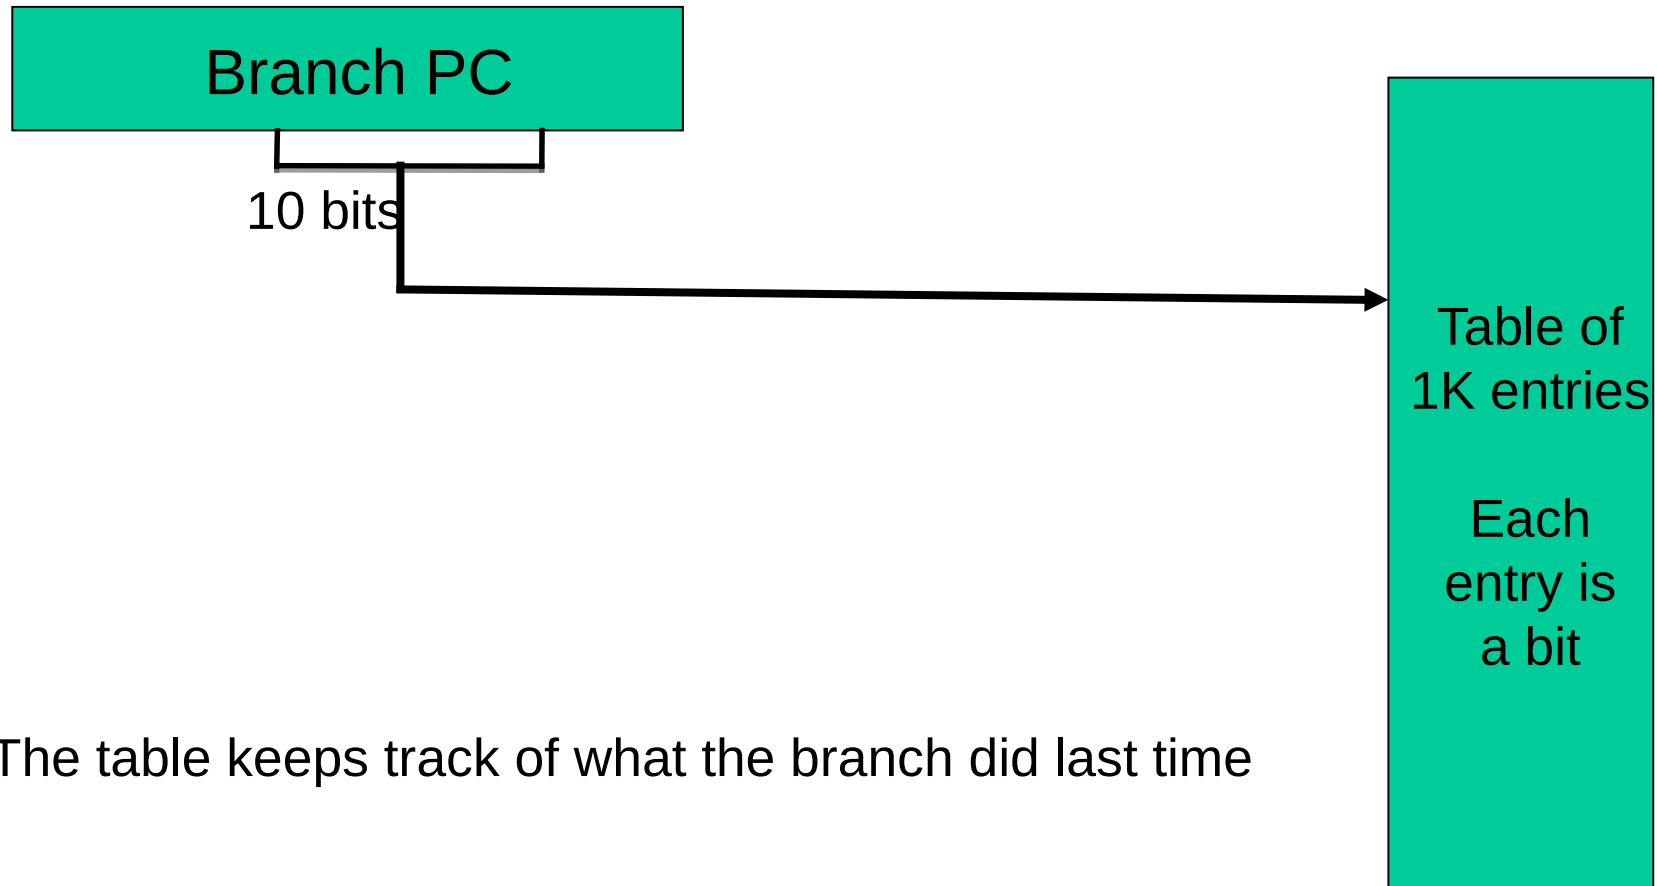 Branch PC
10 bits
Table of
1K entries
Each
entry is
a bit
The table keeps track of what the branch did last time